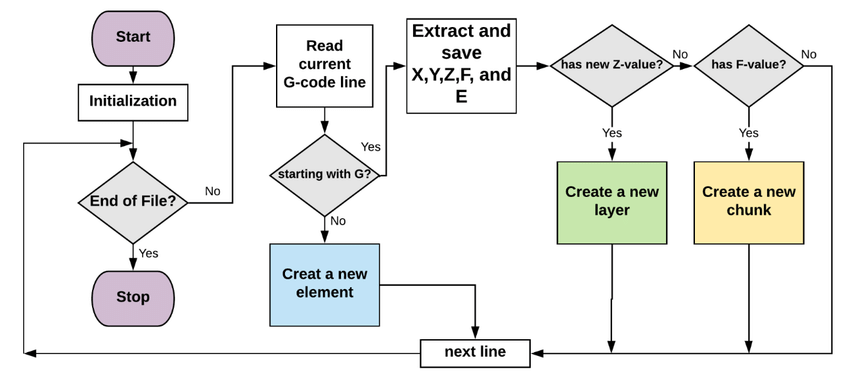 Start
Initialization
End of File?
No
Yes
Stop
Read
current
G-code line
starting with G?
Yes
No
Creat a new
element
Extract and
save
X,Y,Z,F, and
E
has new Z-value?
No
Yes
Create a new
layer
has F-value?
No
Yes
Create a new
chunk
next line